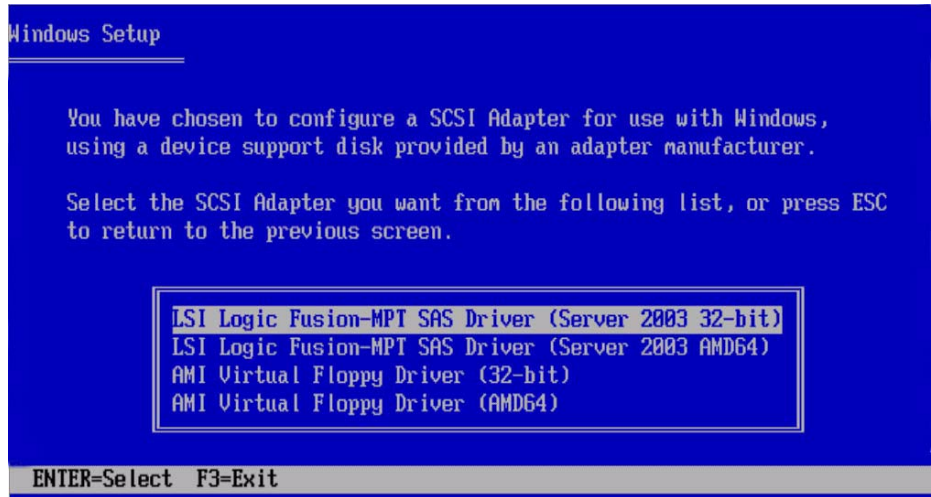 Windows Setup
You have chosen to configure a SCSI Adapter for use with Windows,
using a device support disk provided by an adapter manufacturer.
Select the SCSI Adapter you want from the following list, or press ESC
to return to the previous screen.
LSI Logic Fusion-MPT SAS Driver (Server 2003 32-bit)
LSI Logic Fusion-MPT SAS Driver (Server 2003 AMD64)
AMI Virtual Floppy Driver (32-bit)
AMI Virtual Floppy Driver (AMD64)
ENTER=Select F3=Exit